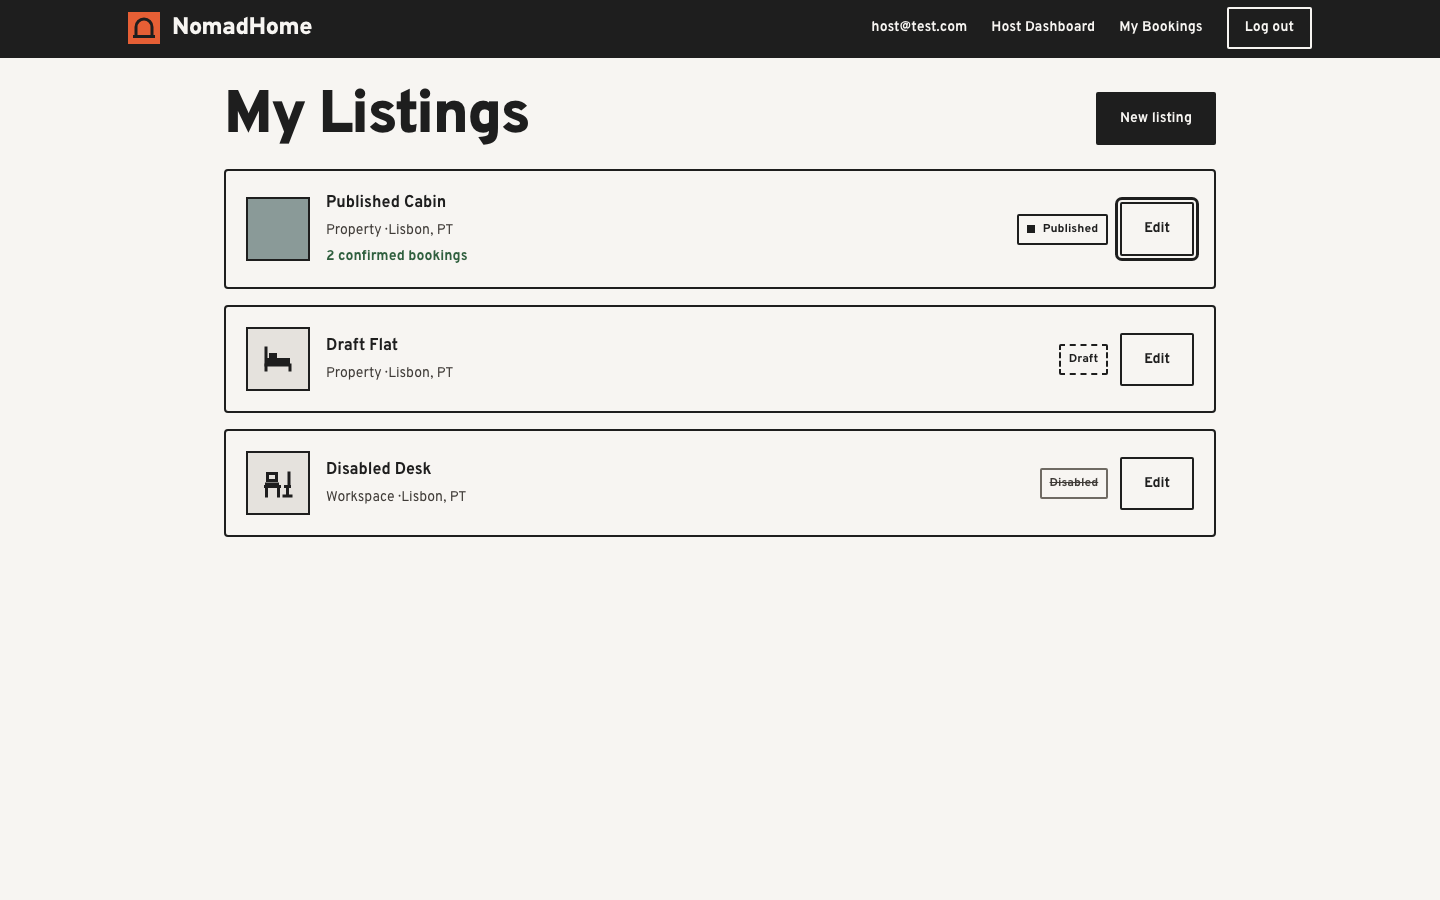 NomadHome
host@test.com
Host Dashboard
My Bookings
Log out
My Listings
New listing
Published Cabin
Property ·Lisbon, PT
2 confirmed bookings
Published
Edit
Draft Flat
Property ·Lisbon, PT
Draft
Edit
Disabled Desk
Workspace ·Lisbon, PT
Disabled
Edit